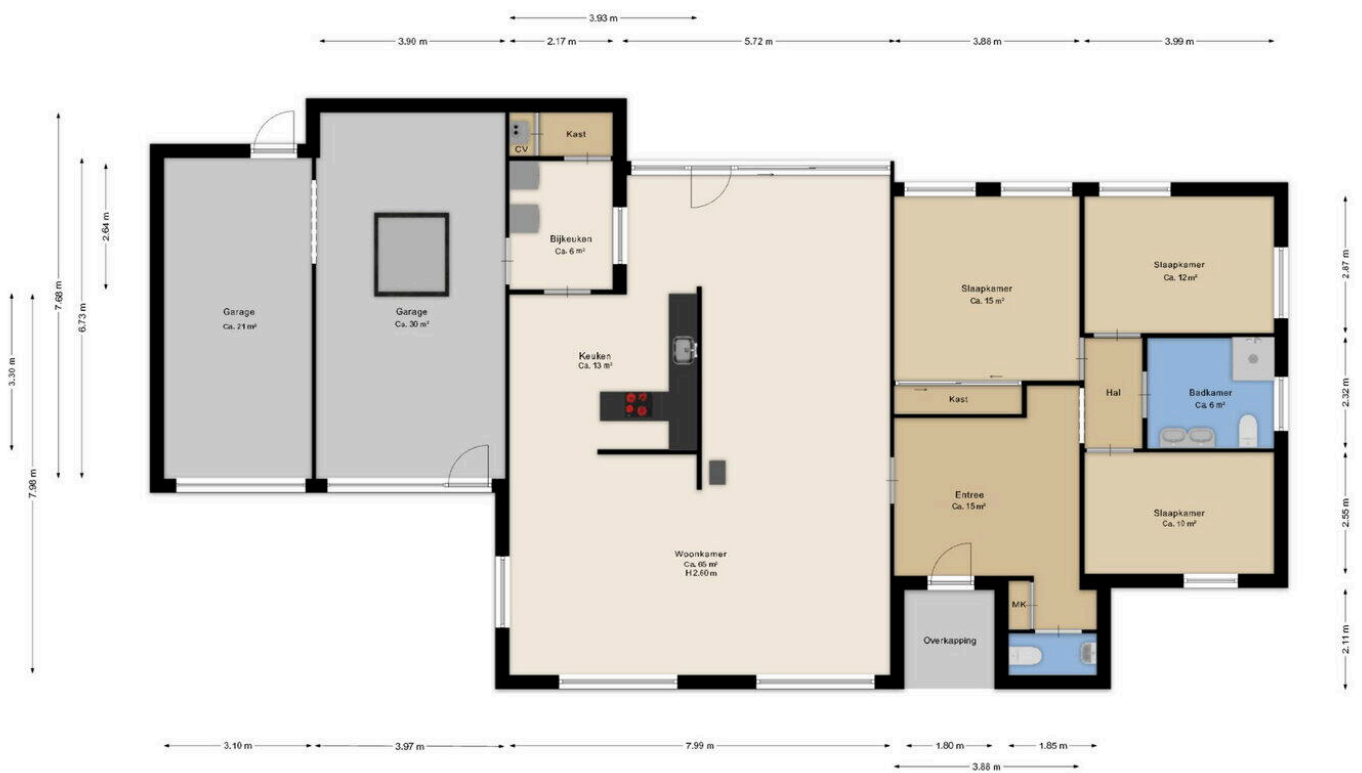 3.93 m
3.90 m
2.17 m
5.72 m
3.88 m
3.99 m
CV
Kast
Bijkeuken
Ca. 6 m²
Garage
Ca. 21 m²
Garage
Ca. 30 m²
Keuken
Ca. 13 m²
Slaapkamer
Ca. 15 m²
Slaapkamer
Ca. 12 m²
Kast
Hal
Badkamer
Ca. 6 m²
Entree
Ca. 15 m²
Slaapkamer
Ca. 10 m²
Woonkamer
Ca. 65 m²
H 2.60 m
MK
Overkapping
3.30 m
7.98 m
7.68 m
6.73 m
2.64 m
2.87 m
2.32 m
2.55 m
2.11 m
3.10 m
3.97 m
7.99 m
1.80 m
1.85 m
3.88 m